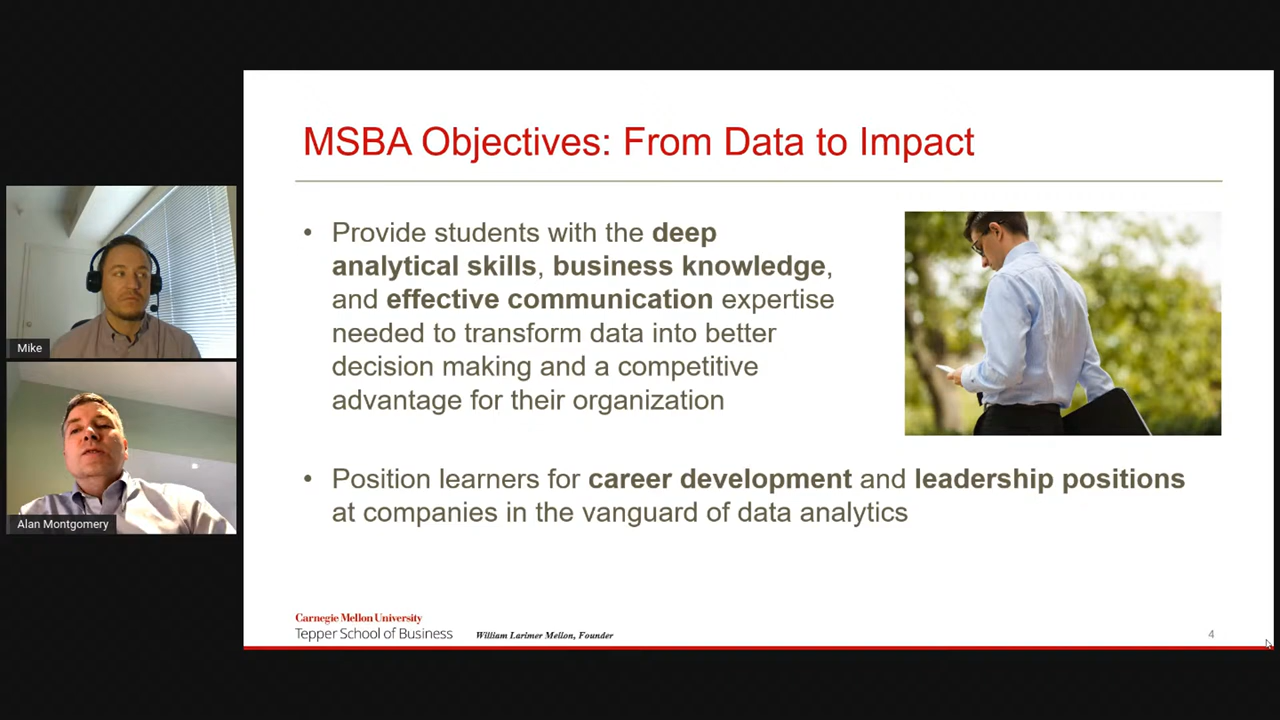 MSBA Objectives: From Data to Impact
• Provide students with the deep
analytical skills, business knowledge,
and effective communication expertise
needed to transform data into better
decision making and a competitive
advantage for their organization
• Position learners for career development and leadership positions
at companies in the vanguard of data analytics
Mike
Alan Montgomery
Carnegie Mellon University
Tepper School of Business
William Larimer Mellon, Founder
4